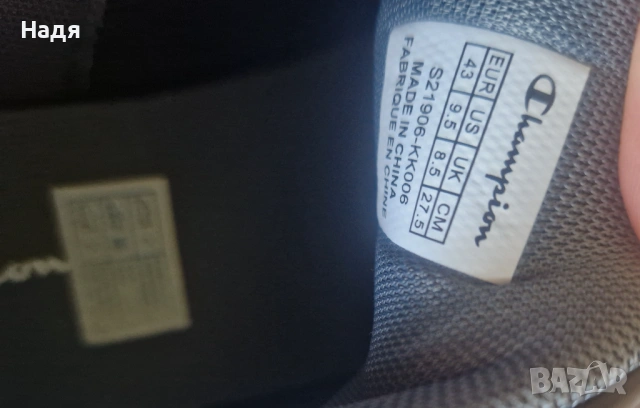 Надя
Champion
EUR US UK CM
43 9.5 8.5 27.5
S21906-KK006
MADE IN CHINA
FABRIQUE EN CHINE
BAZAR